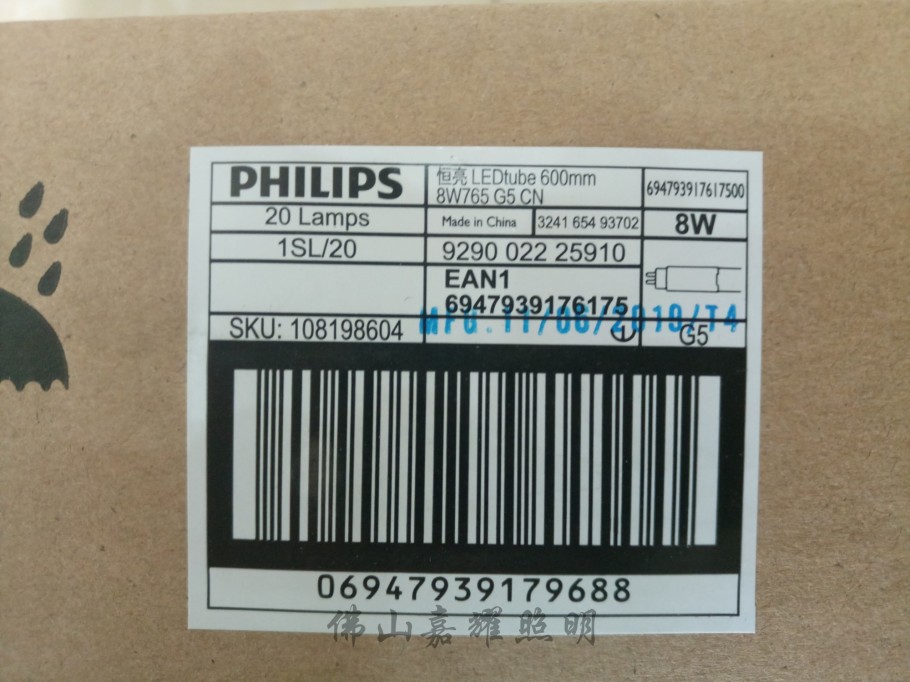 PHILIPS
恒亮 LEDtube 600mm
8W765 G5 CN
694793917617500
20 Lamps
Made in China
3241 654 93702
8W
1SL/20
9290 022 25910
EAN1
6947939176175
MFG. 11/06/2019/T4
SKU: 108198604
G5
06947939179688
佛山嘉耀照明